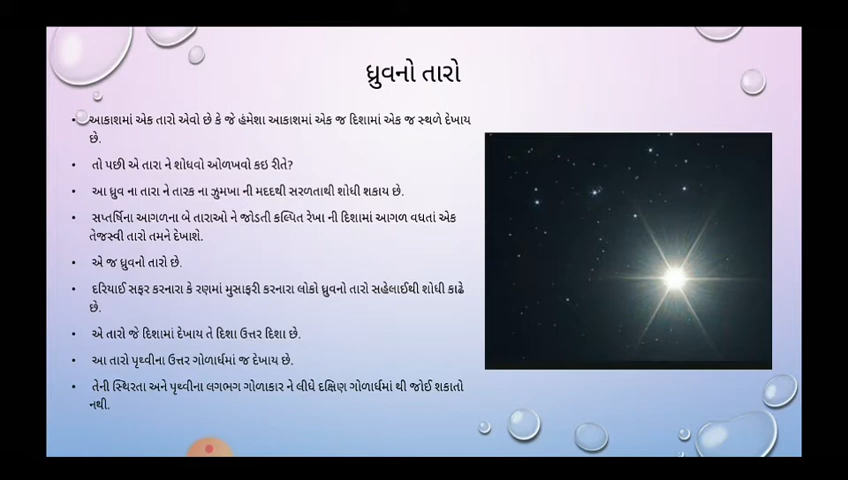 ધ્રુવનો તારો
• આકાશમાં એક તારો એવો છે કે જે હંમેશા આકાશમાં એક જ દિશામાં એક જ સ્થળે દેખાય
છે.
• તો પછી એ તારા ને શોધવો ઓળખવો કઇ રીતે?
• આ ધ્રુવ ના તારા ને તારક ના ઝુમખા ની મદદથી સરળતાથી શોધી શકાય છે.
• સપ્તર્ષિના આગળના બે તારાઓ ને જોડતી કલ્પિત રેખા ની દિશામાં આગળ વધતાં એક
તેજસ્વી તારો તમને દેખાશે.
• એ જ ધ્રુવનો તારો છે.
• દરિયાઈ સફર કરનારા કે રણમાં મુસાફરી કરનારા લોકો ધ્રુવનો તારો સહેલાઈથી શોધી કાઢે
છે.
• એ તારો જે દિશામાં દેખાય તે દિશા ઉત્તર દિશા છે.
• આ તારો પૃથ્વીના ઉત્તર ગોળાર્ધમાં જ દેખાય છે.
• તેની સ્થિરતા અને પૃથ્વીના લગભગ ગોળાકાર ને લીધે દક્ષિણ ગોળાર્ધમાં થી જોઈ શકાતો
નથી.